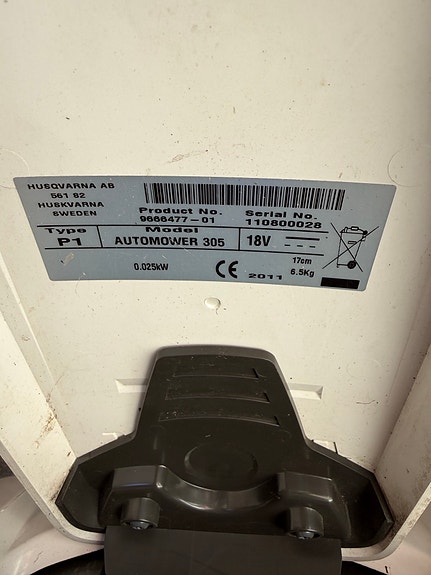 HUSQVARNA AB
561 82
HUSKVARNA
SWEDEN
Product No.
9666477-01
Serial No.
110800028
Type
P1
Model
AUTOMOWER 305
18V
0.025kW
CE
2011
17cm
6.5Kg